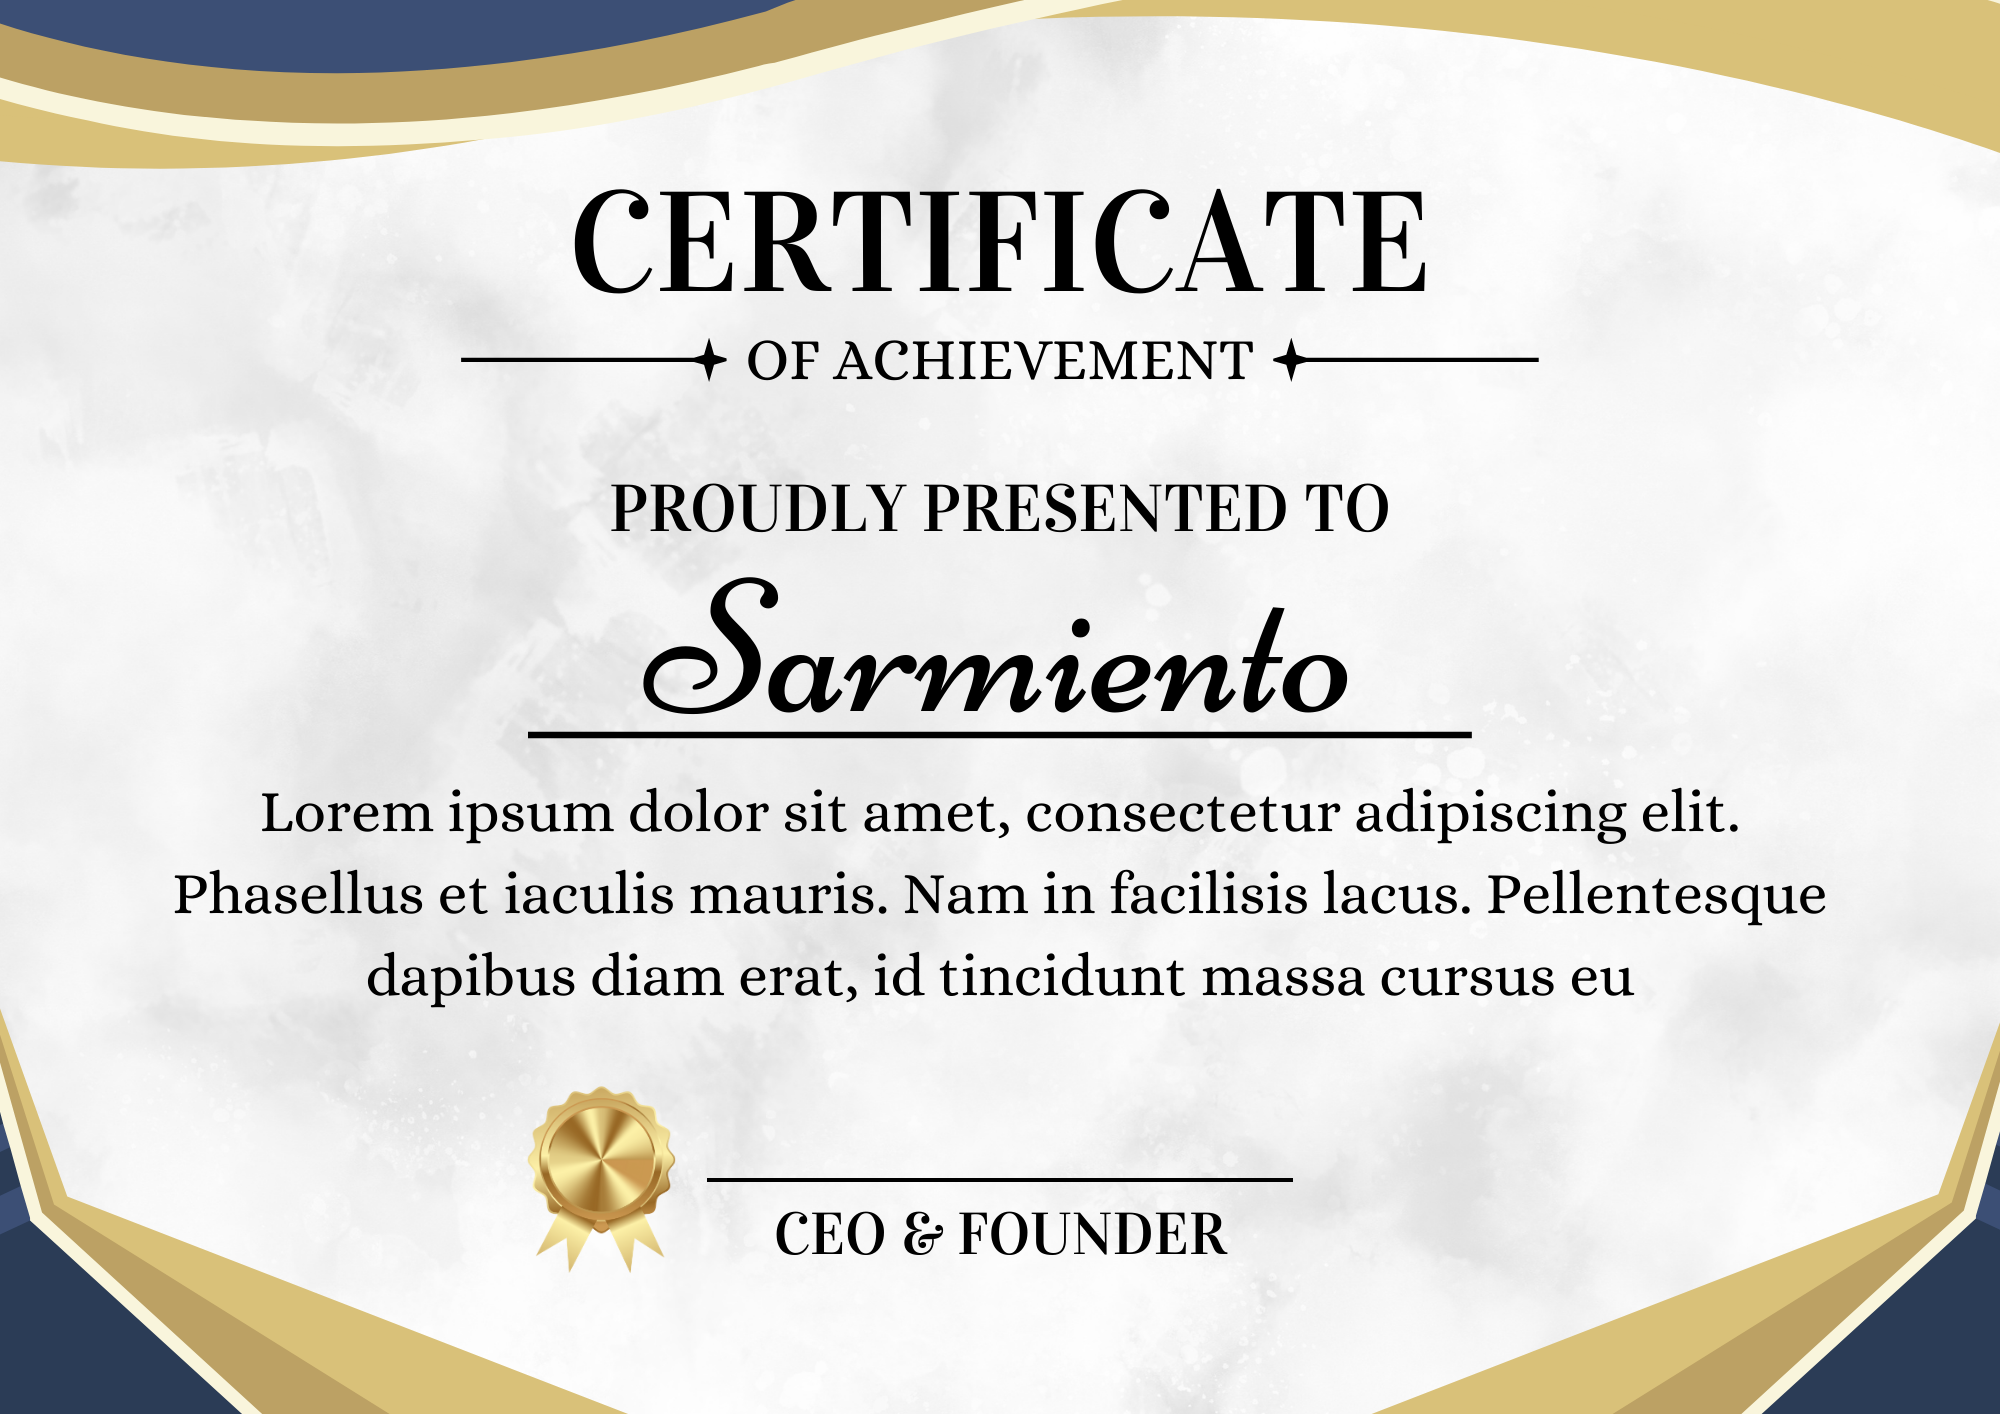 CERTIFICATE
OF ACHIEVEMENT
PROUDLY PRESENTED TO
Sarmiento
Lorem ipsum dolor sit amet, consectetur adipiscing elit.
Phasellus et iaculis mauris. Nam in facilisis lacus. Pellentesque
dapibus diam erat, id tincidunt massa cursus eu
CEO & FOUNDER